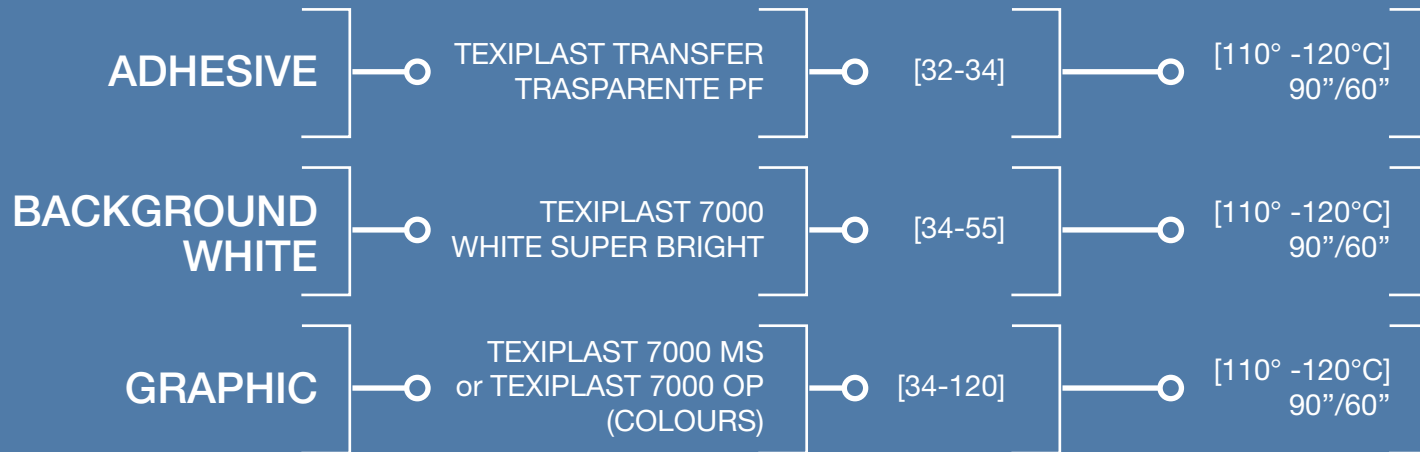 ADHESIVE
TEXIPLAST TRANSFER
TRASPARENTE PF
[32-34]
[110° -120°C]
90”/60”
BACKGROUND
WHITE
TEXIPLAST 7000
WHITE SUPER BRIGHT
[34-55]
[110° -120°C]
90”/60”
GRAPHIC
TEXIPLAST 7000 MS
or TEXIPLAST 7000 OP
(COLOURS)
[34-120]
[110° -120°C]
90”/60”